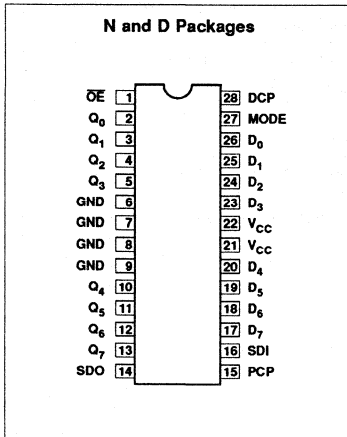 N and D Packages
OE 1 28 DCP
Q0 2 27 MODE
Q1 3 26 D0
Q2 4 25 D1
Q3 5 24 D2
GND 6 23 D3
GND 7 22 VCC
GND 8 21 VCC
GND 9 20 D4
Q4 10 19 D5
Q5 11 18 D6
Q6 12 17 D7
Q7 13 16 SDI
SDO 14 15 PCP